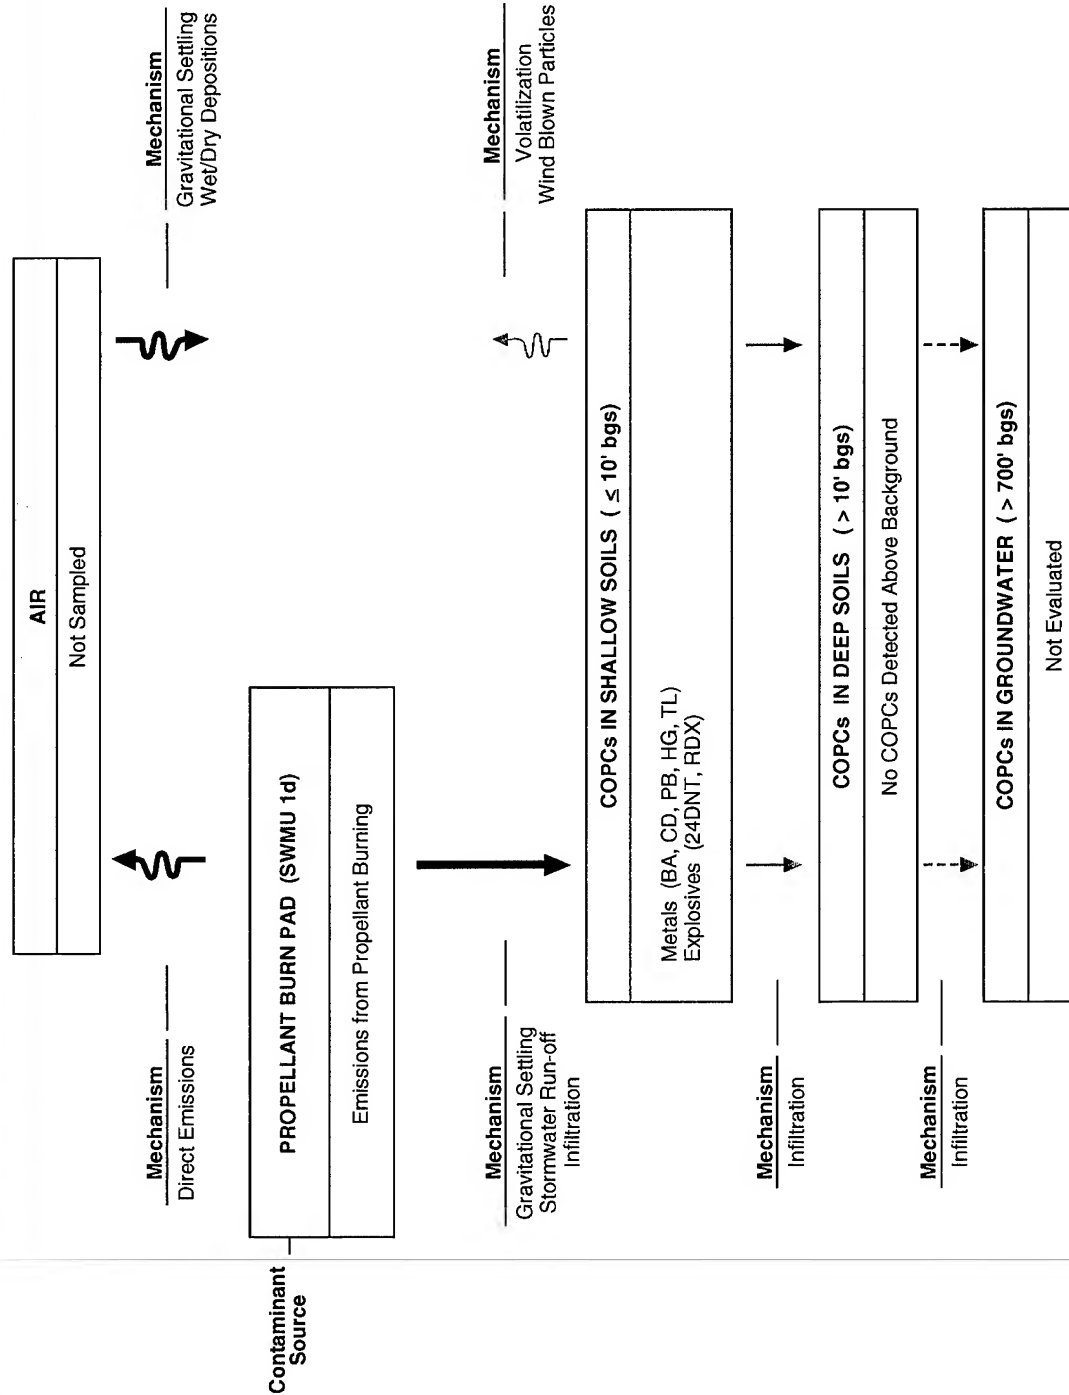 AIR
Not Sampled
Mechanism
Direct Emissions
Mechanism
Gravitational Settling
Wet/Dry Depositions
Contaminant
Source
PROPELLANT BURN PAD (SWMU 1d)
Emissions from Propellant Burning
Mechanism
Gravitational Settling
Stormwater Run-off
Infiltration
Mechanism
Volatilization
Wind Blown Particles
COPCs IN SHALLOW SOILS ( ≤ 10' bgs)
Metals (BA, CD, PB, HG, TL)
Explosives (24DNT, RDX)
Mechanism
Infiltration
COPCs IN DEEP SOILS ( > 10' bgs)
No COPCs Detected Above Background
Mechanism
Infiltration
COPCs IN GROUNDWATER ( > 700' bgs)
Not Evaluated